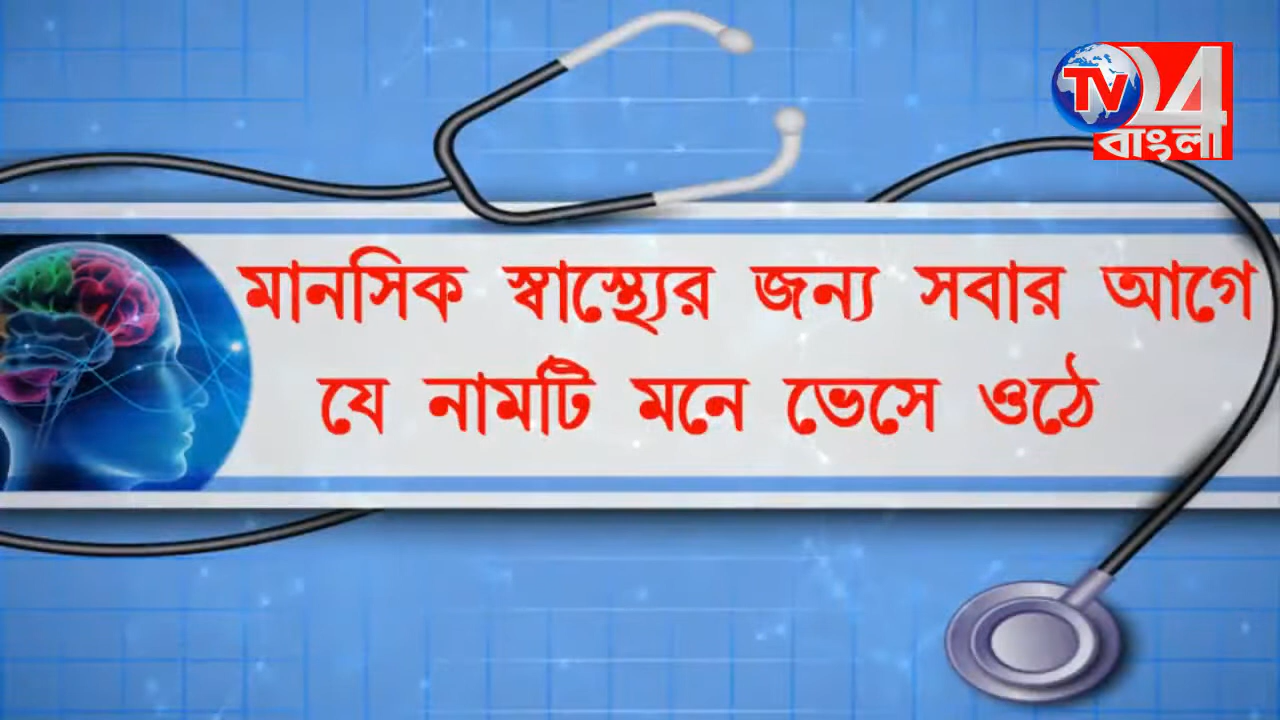 TV
24
বাংলা
মানসিক স্বাস্থ্যের জন্য সবার আগে
যে নামটি মনে ভেসে ওঠে